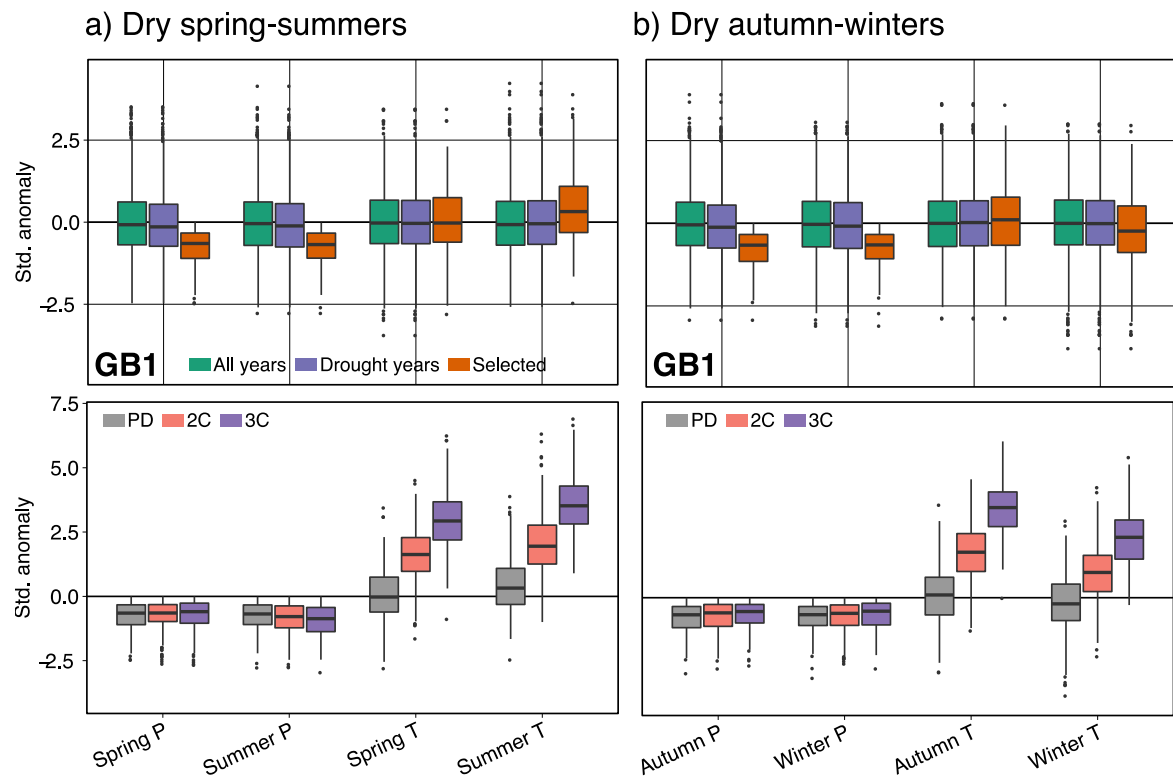 a) Dry spring-summers
b) Dry autumn-winters
Std. anomaly
2.5
0.0
−2.5
GB1
All years
Drought years
Selected
GB1
Std. anomaly
7.5
5.0
2.5
0.0
−2.5
PD
2C
3C
PD
2C
3C
Spring P
Summer P
Spring T
Summer T
Autumn P
Winter P
Autumn T
Winter T